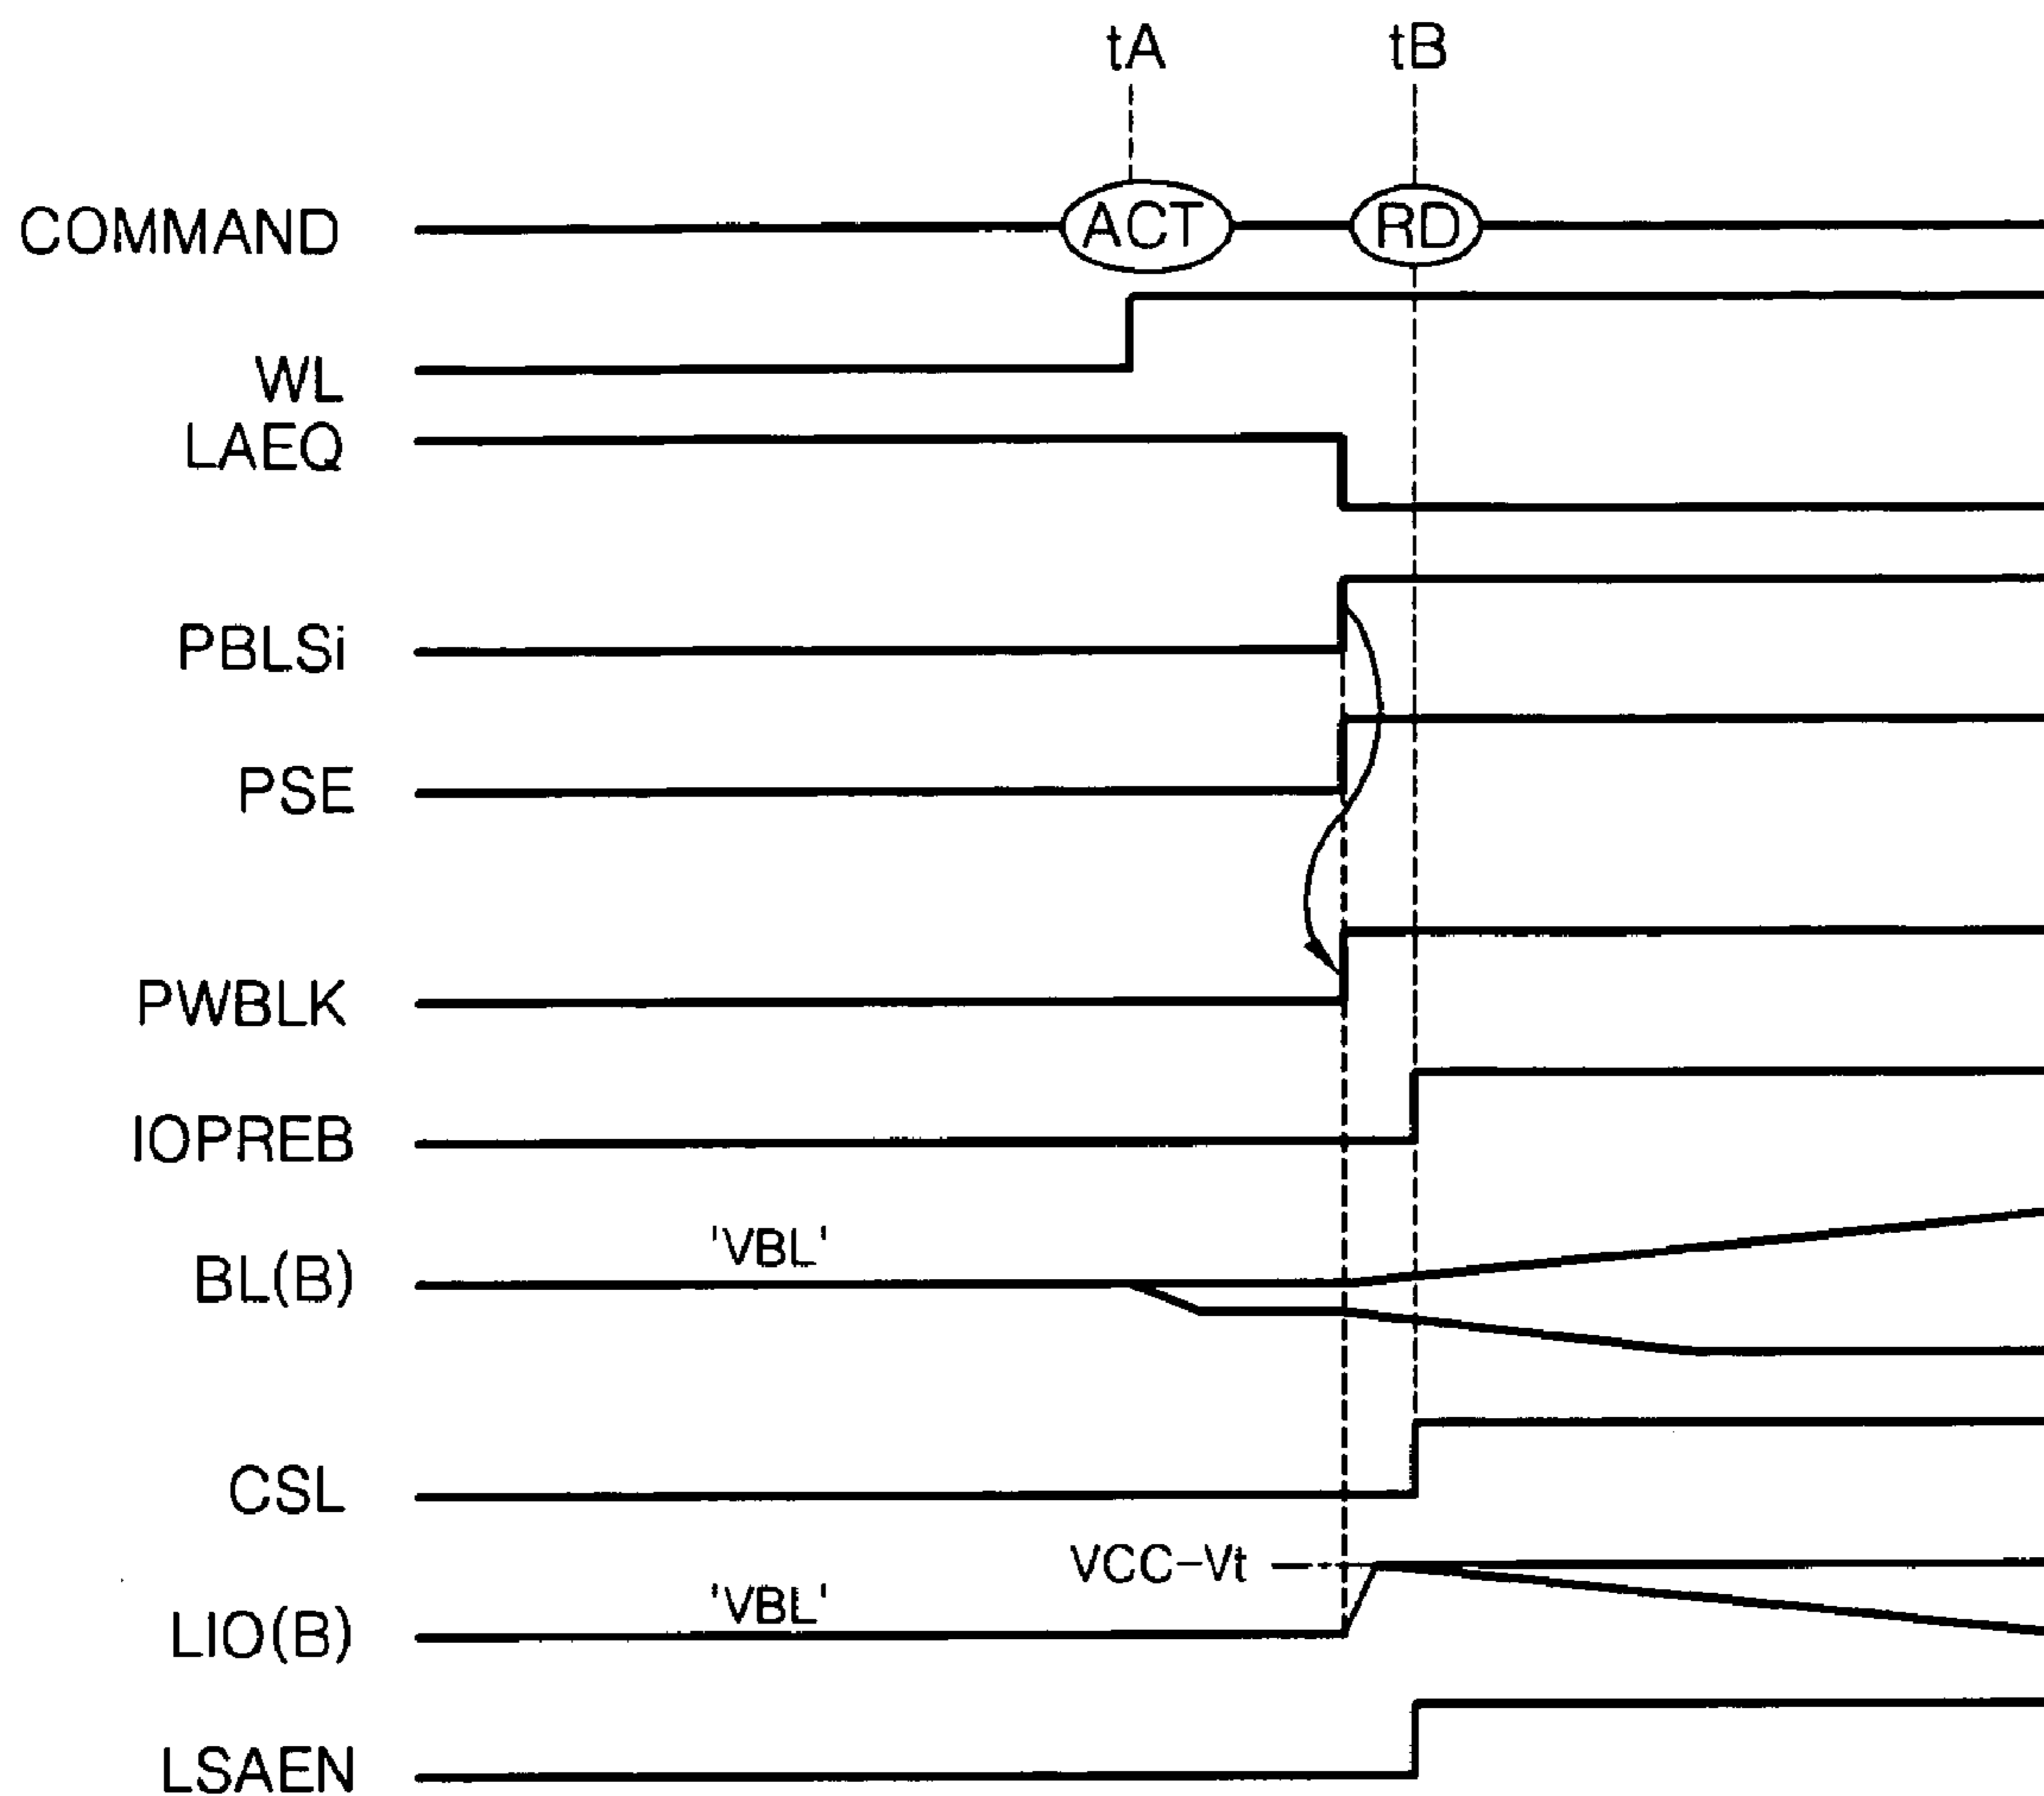 tA tB
COMMAND ACT RD
WL
LAEQ
PBLSi
PSE
PWBLK
IOPREB
'VBL'
BL(B)
CSL
VCC-Vt
'VBL'
LIO(B)
LSAEN